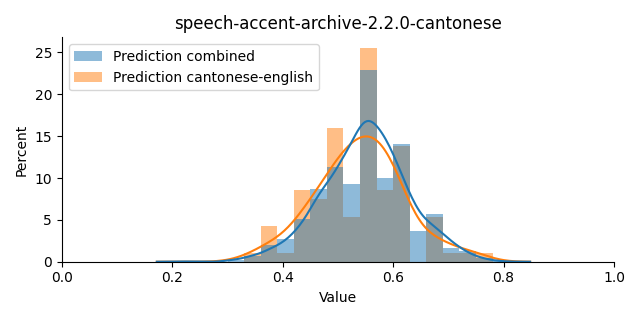 speech-accent-archive-2.2.0-cantonese
Prediction combined
Prediction cantonese-english
Percent
25
20
15
10
5
0
0.0 0.2 0.4 0.6 0.8 1.0
Value